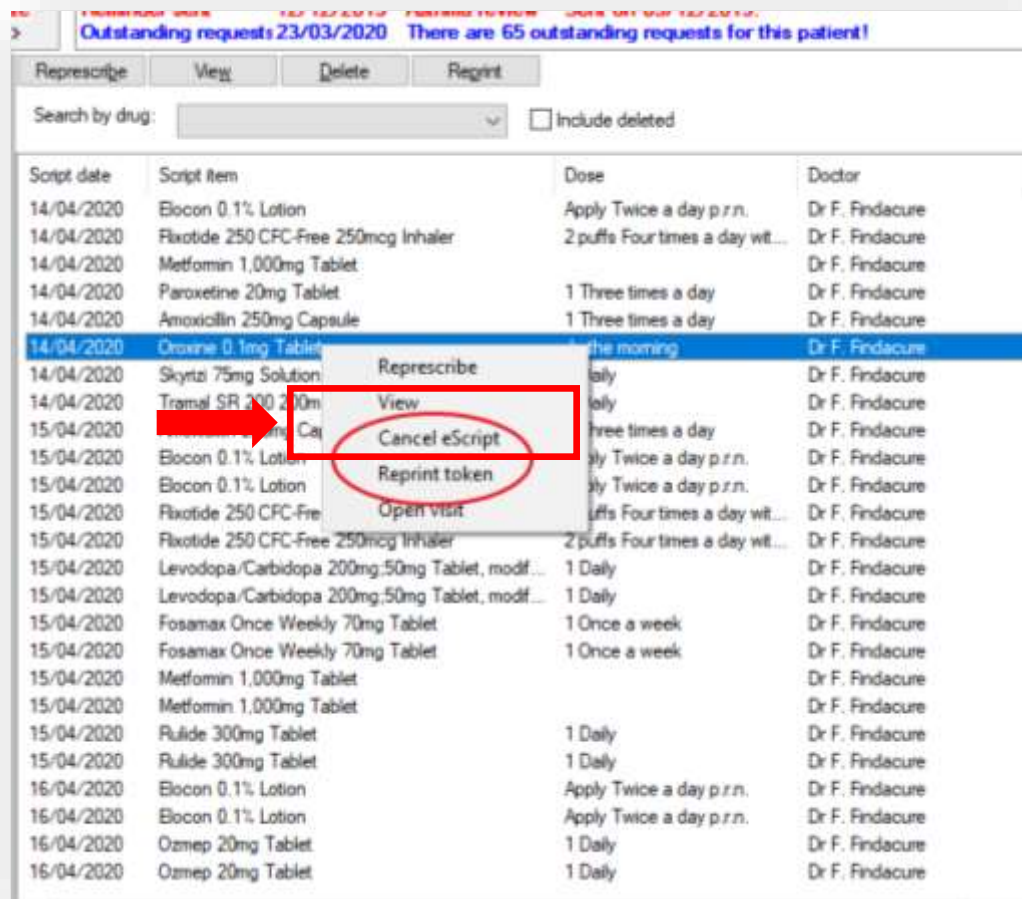 Outstanding requests 23/03/2020 There are 65 outstanding requests for this patient!
Represcribe View Delete Reprint
Search by drug: Include deleted
Script date Script item Dose Doctor
14/04/2020 Elocon 0.1% Lotion Apply Twice a day p.r.n. Dr F. Findacure
14/04/2020 Flixotide 250 CFC-Free 250mcg Inhaler 2 puffs Four times a day wit... Dr F. Findacure
14/04/2020 Metformin 1,000mg Tablet Dr F. Findacure
14/04/2020 Paroxetine 20mg Tablet 1 Three times a day Dr F. Findacure
14/04/2020 Amoxicillin 250mg Capsule 1 Three times a day Dr F. Findacure
14/04/2020 Oroxine 0.1mg Tablet the morning Dr F. Findacure
14/04/2020 Skyrizi 75mg Solution Daily Dr F. Findacure
14/04/2020 Tramal SR 200 200m Daily Dr F. Findacure
15/04/2020 Three times a day Dr F. Findacure
15/04/2020 Elocon 0.1% Lotion Apply Twice a day p.r.n. Dr F. Findacure
15/04/2020 Elocon 0.1% Lotion Apply Twice a day p.r.n. Dr F. Findacure
15/04/2020 Flixotide 250 CFC-Fre puffs Four times a day wit... Dr F. Findacure
Represcribe
View
Cancel eScript
Reprint token
Open visit
15/04/2020 Flixotide 250 CFC-Free 250mcg Inhaler 2 puffs Four times a day wit... Dr F. Findacure
15/04/2020 Levodopa/Carbidopa 200mg;50mg Tablet, modif... 1 Daily Dr F. Findacure
15/04/2020 Levodopa/Carbidopa 200mg;50mg Tablet, modif... 1 Daily Dr F. Findacure
15/04/2020 Fosamax Once Weekly 70mg Tablet 1 Once a week Dr F. Findacure
15/04/2020 Fosamax Once Weekly 70mg Tablet 1 Once a week Dr F. Findacure
15/04/2020 Metformin 1,000mg Tablet Dr F. Findacure
15/04/2020 Metformin 1,000mg Tablet Dr F. Findacure
15/04/2020 Rulide 300mg Tablet 1 Daily Dr F. Findacure
15/04/2020 Rulide 300mg Tablet 1 Daily Dr F. Findacure
16/04/2020 Elocon 0.1% Lotion Apply Twice a day p.r.n. Dr F. Findacure
16/04/2020 Elocon 0.1% Lotion Apply Twice a day p.r.n. Dr F. Findacure
16/04/2020 Ozmep 20mg Tablet 1 Daily Dr F. Findacure
16/04/2020 Ozmep 20mg Tablet 1 Daily Dr F. Findacure